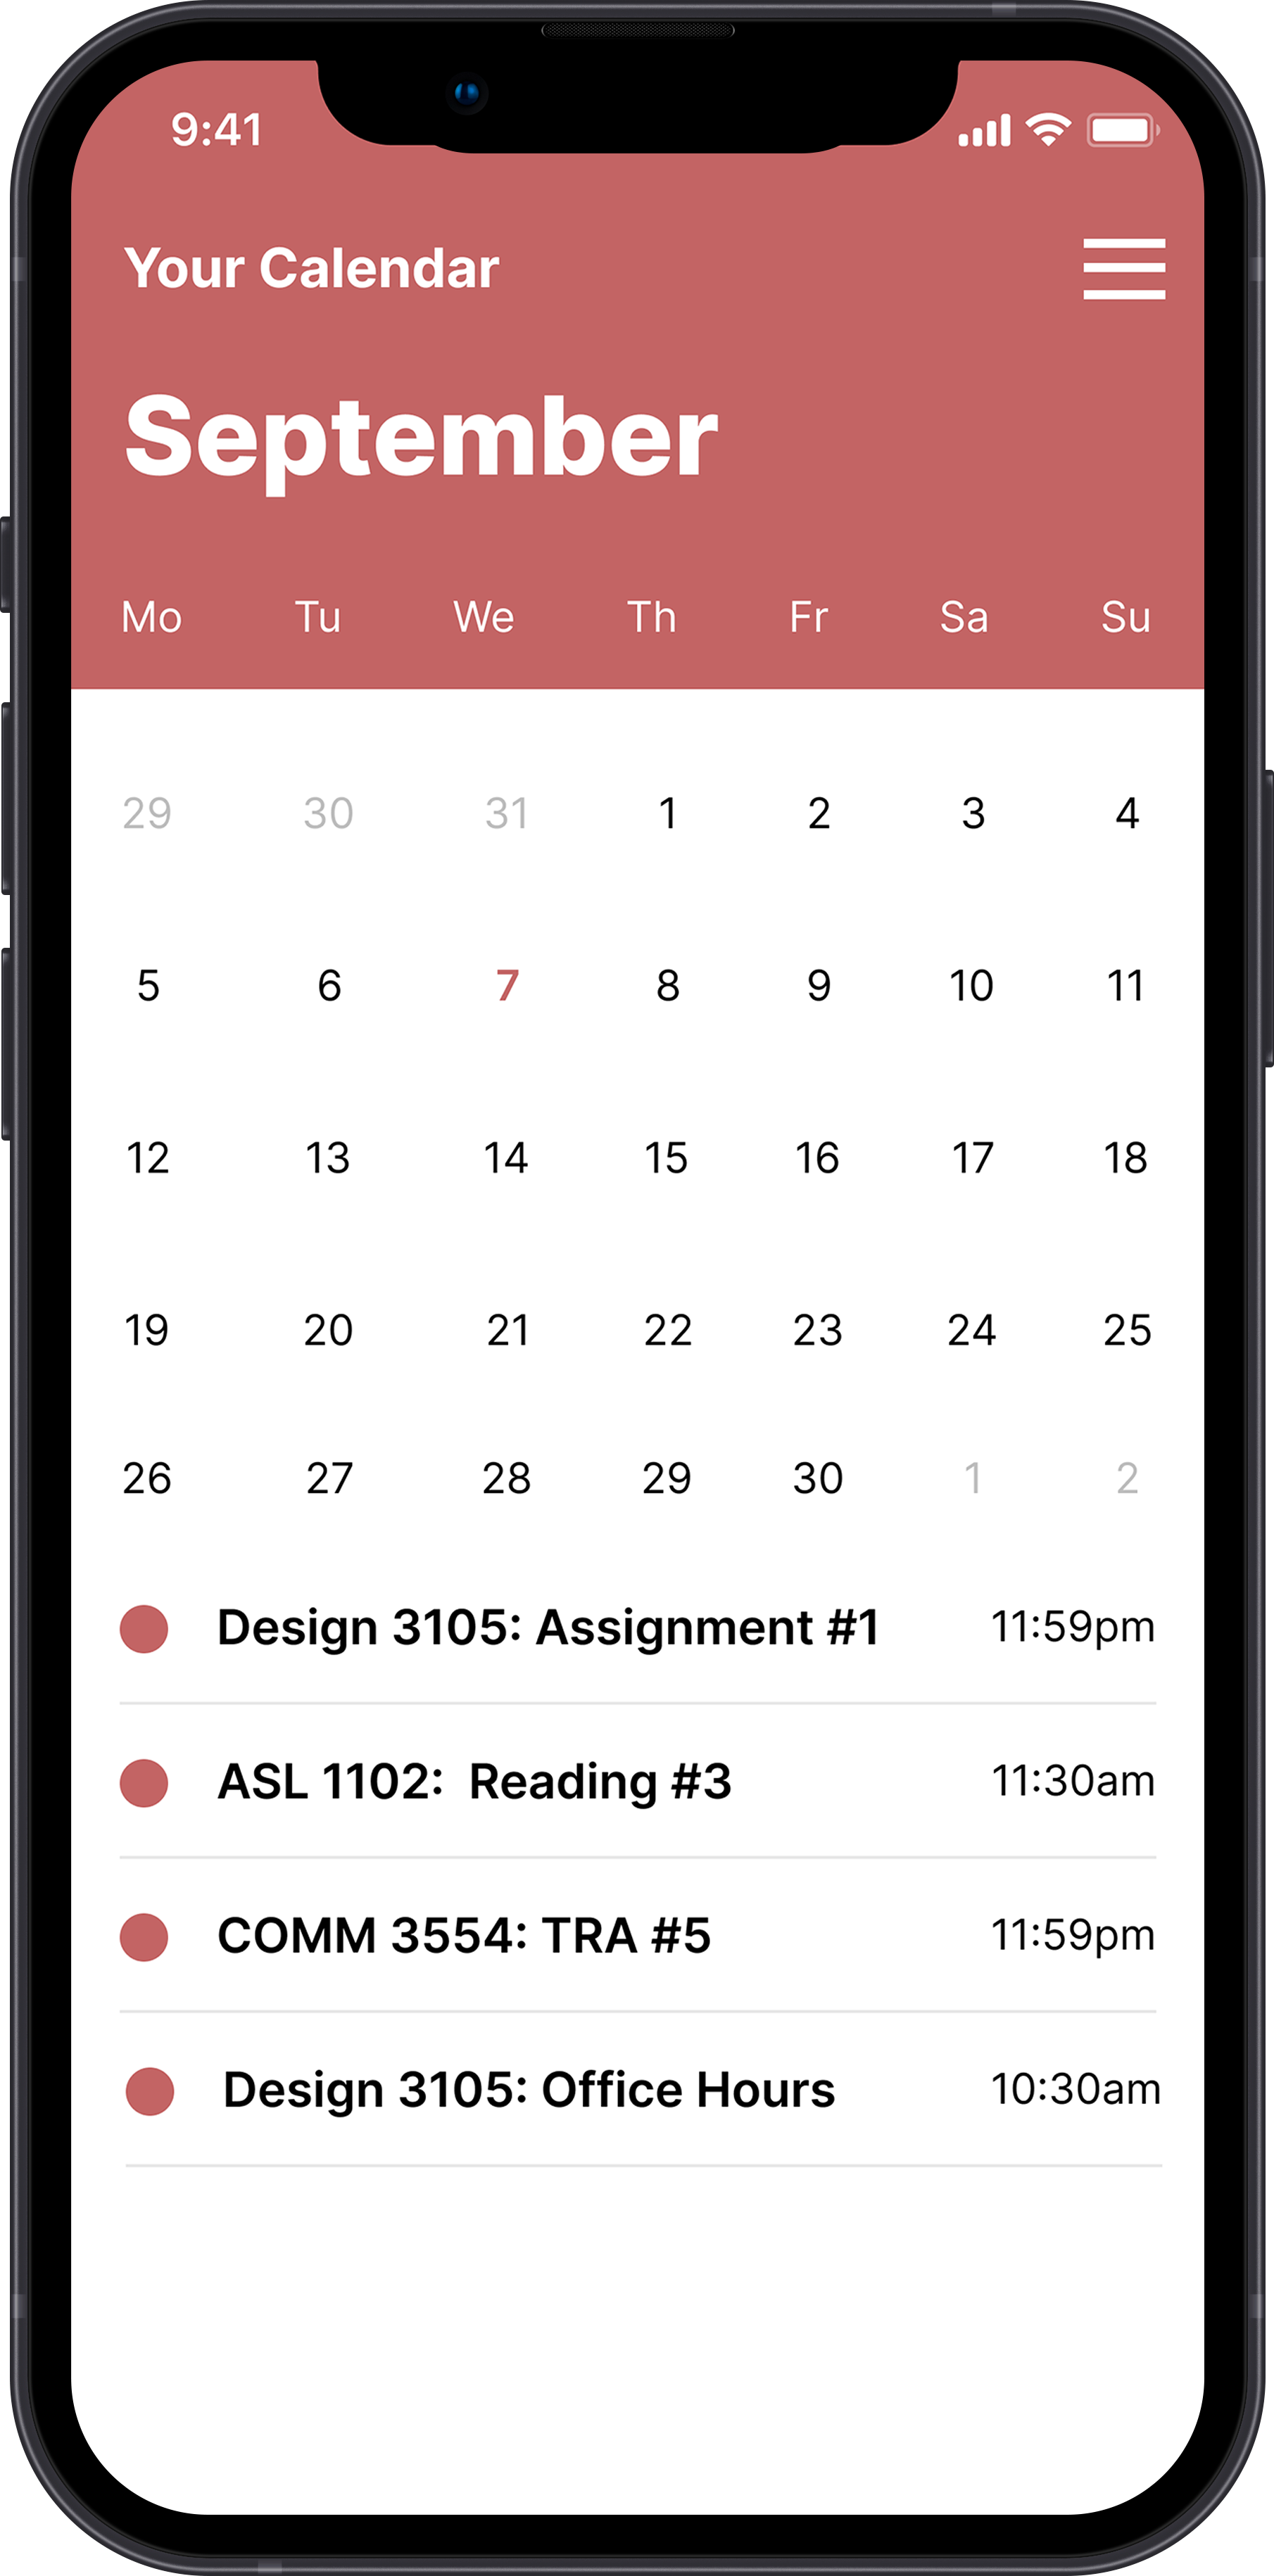 9:41
Your Calendar
September
Mo Tu We Th Fr Sa Su
29 30 31 1 2 3 4
5 6 7 8 9 10 11
12 13 14 15 16 17 18
19 20 21 22 23 24 25
26 27 28 29 30 1 2
Design 3105: Assignment #1 11:59pm
ASL 1102:  Reading #3 11:30am
COMM 3554: TRA #5 11:59pm
Design 3105: Office Hours 10:30am